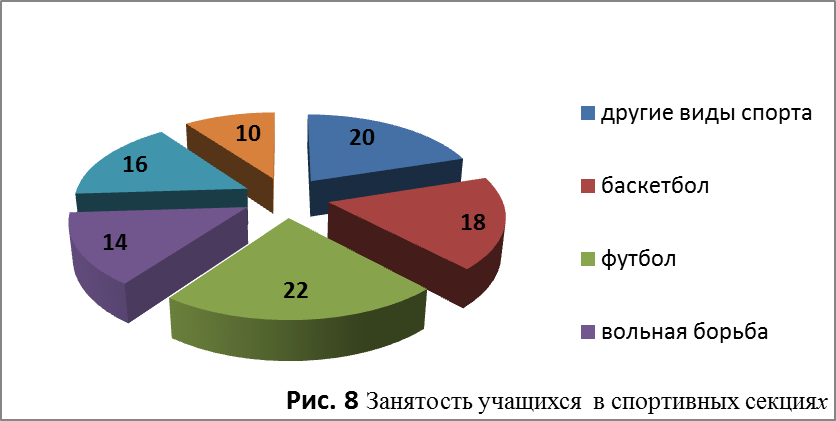 10
20
16
18
14
22
другие виды спорта
баскетбол
футбол
вольная борьба
Рис. 8 Занятость учащихся в спортивных секциях